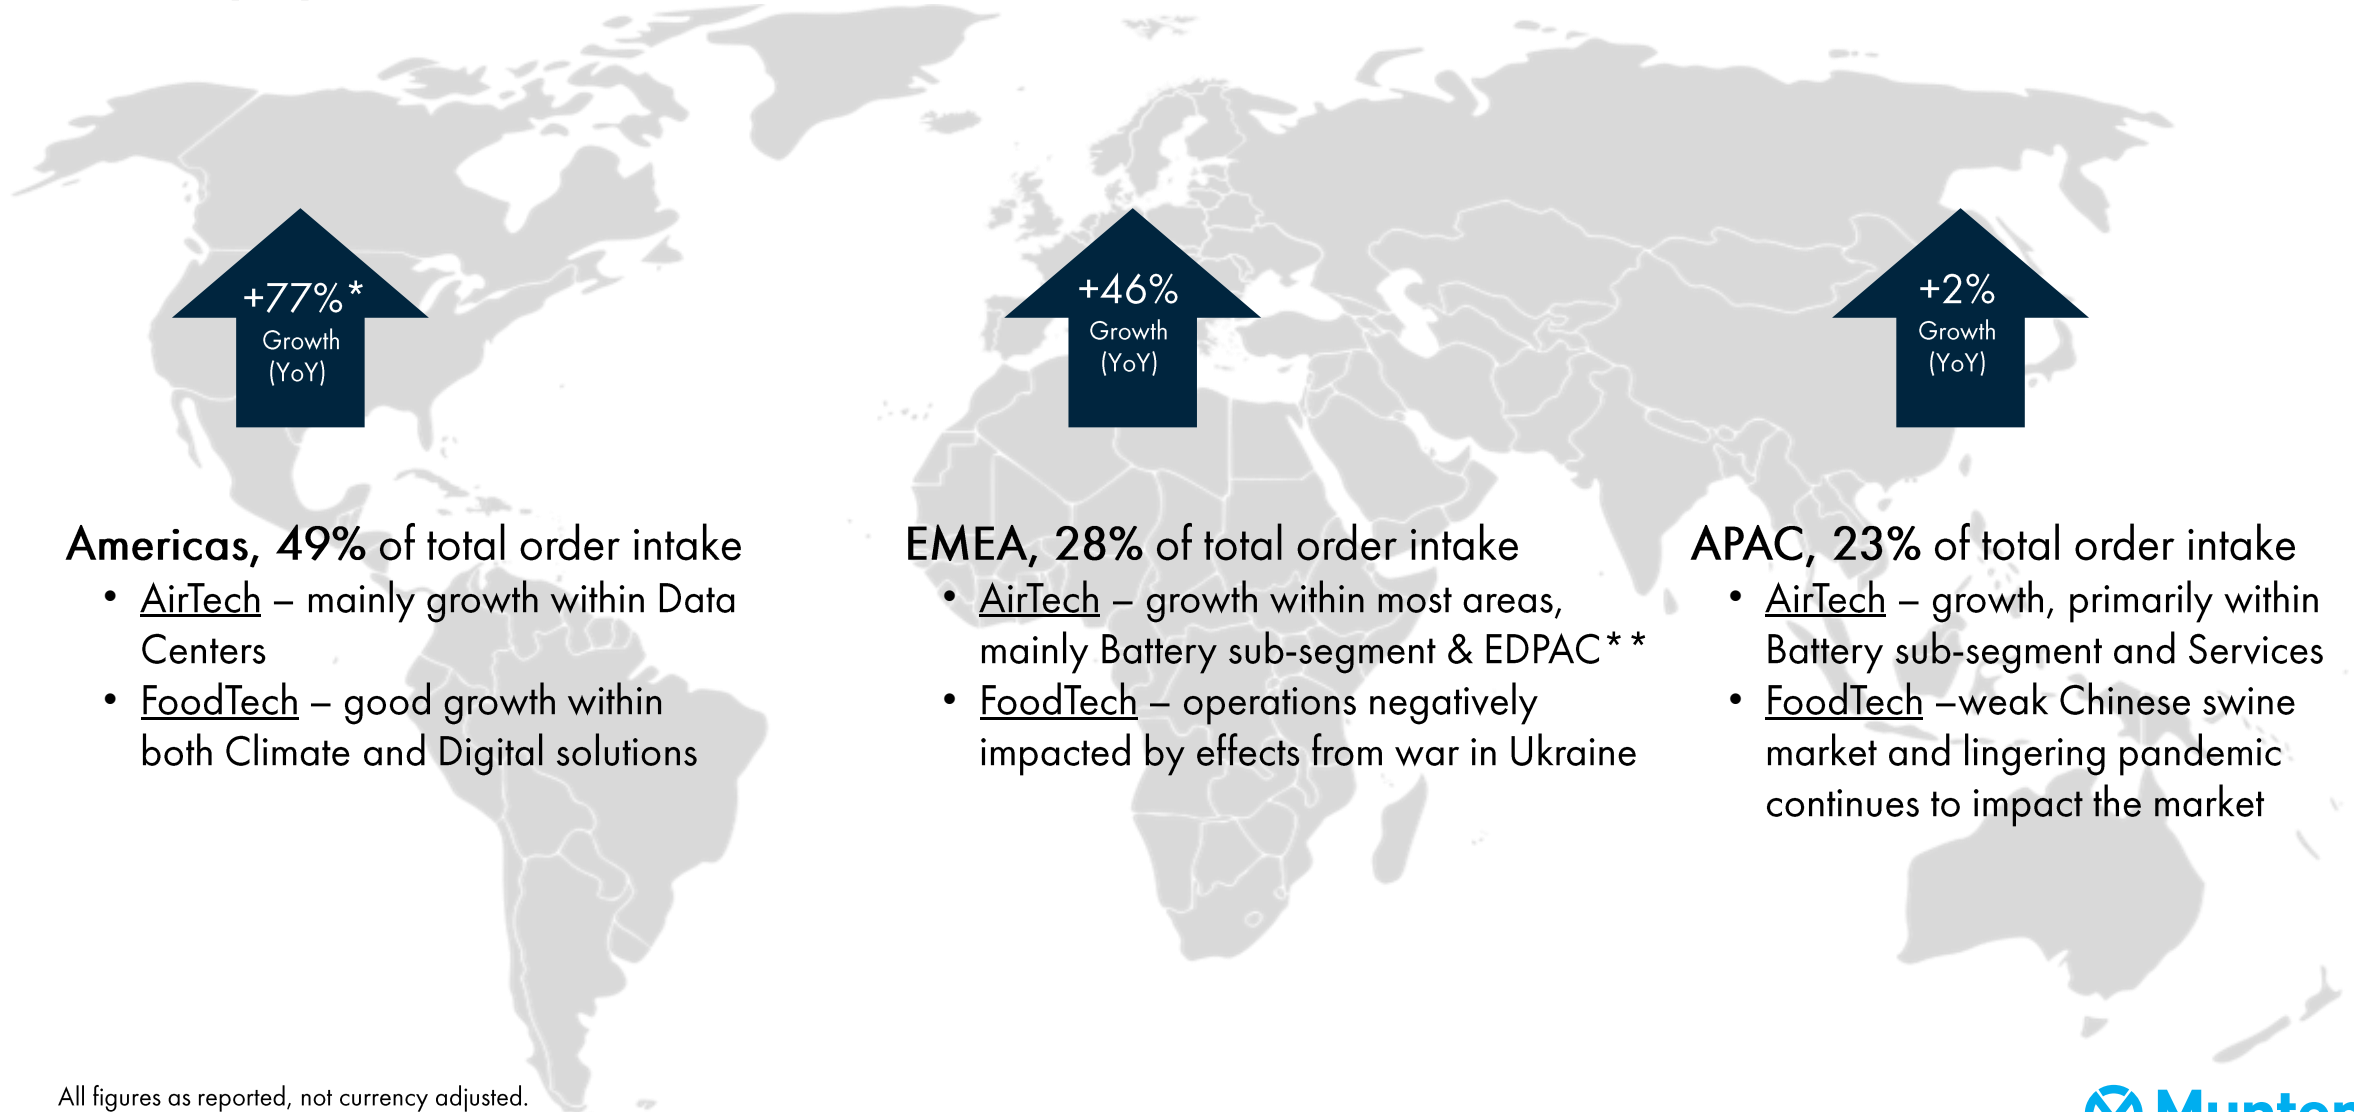 +77%*
Growth
(YoY)
+46%
Growth
(YoY)
+2%
Growth
(YoY)
Americas, 49% of total order intake
• AirTech – mainly growth within Data
Centers
• FoodTech – good growth within
both Climate and Digital solutions
EMEA, 28% of total order intake
• AirTech – growth within most areas,
mainly Battery sub-segment & EDPAC**
• FoodTech – operations negatively
impacted by effects from war in Ukraine
APAC, 23% of total order intake
• AirTech – growth, primarily within
Battery sub-segment and Services
• FoodTech –weak Chinese swine
market and lingering pandemic
continues to impact the market
All figures as reported, not currency adjusted.